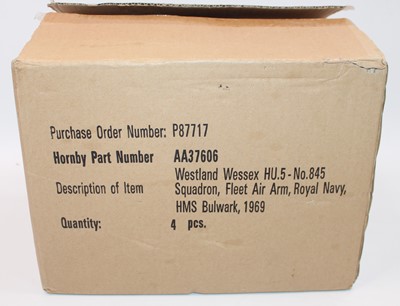 Purchase Order Number: P87717
Hornby Part Number AA37606
Westland Wessex HU.5-No.845
Description of Item Squadron, Fleet Air Arm, Royal Navy,
HMS Bulwark, 1969
Quantity: 4 pcs.